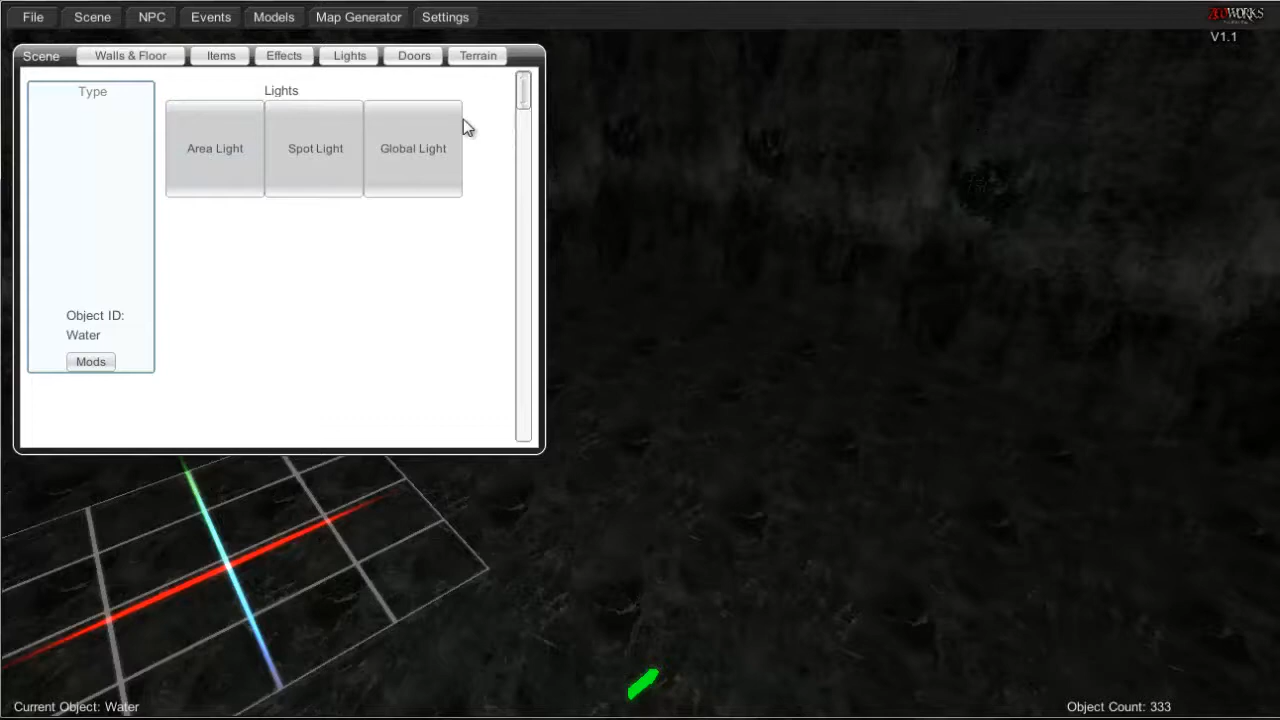 File Scene NPC Events Models Map Generator Settings
ZEUWORKS
V1.1
Scene Walls & Floor Items Effects Lights Doors Terrain
Type
Lights
Area Light Spot Light Global Light
Object ID:
Water
Mods
Current Object: Water
Object Count: 333